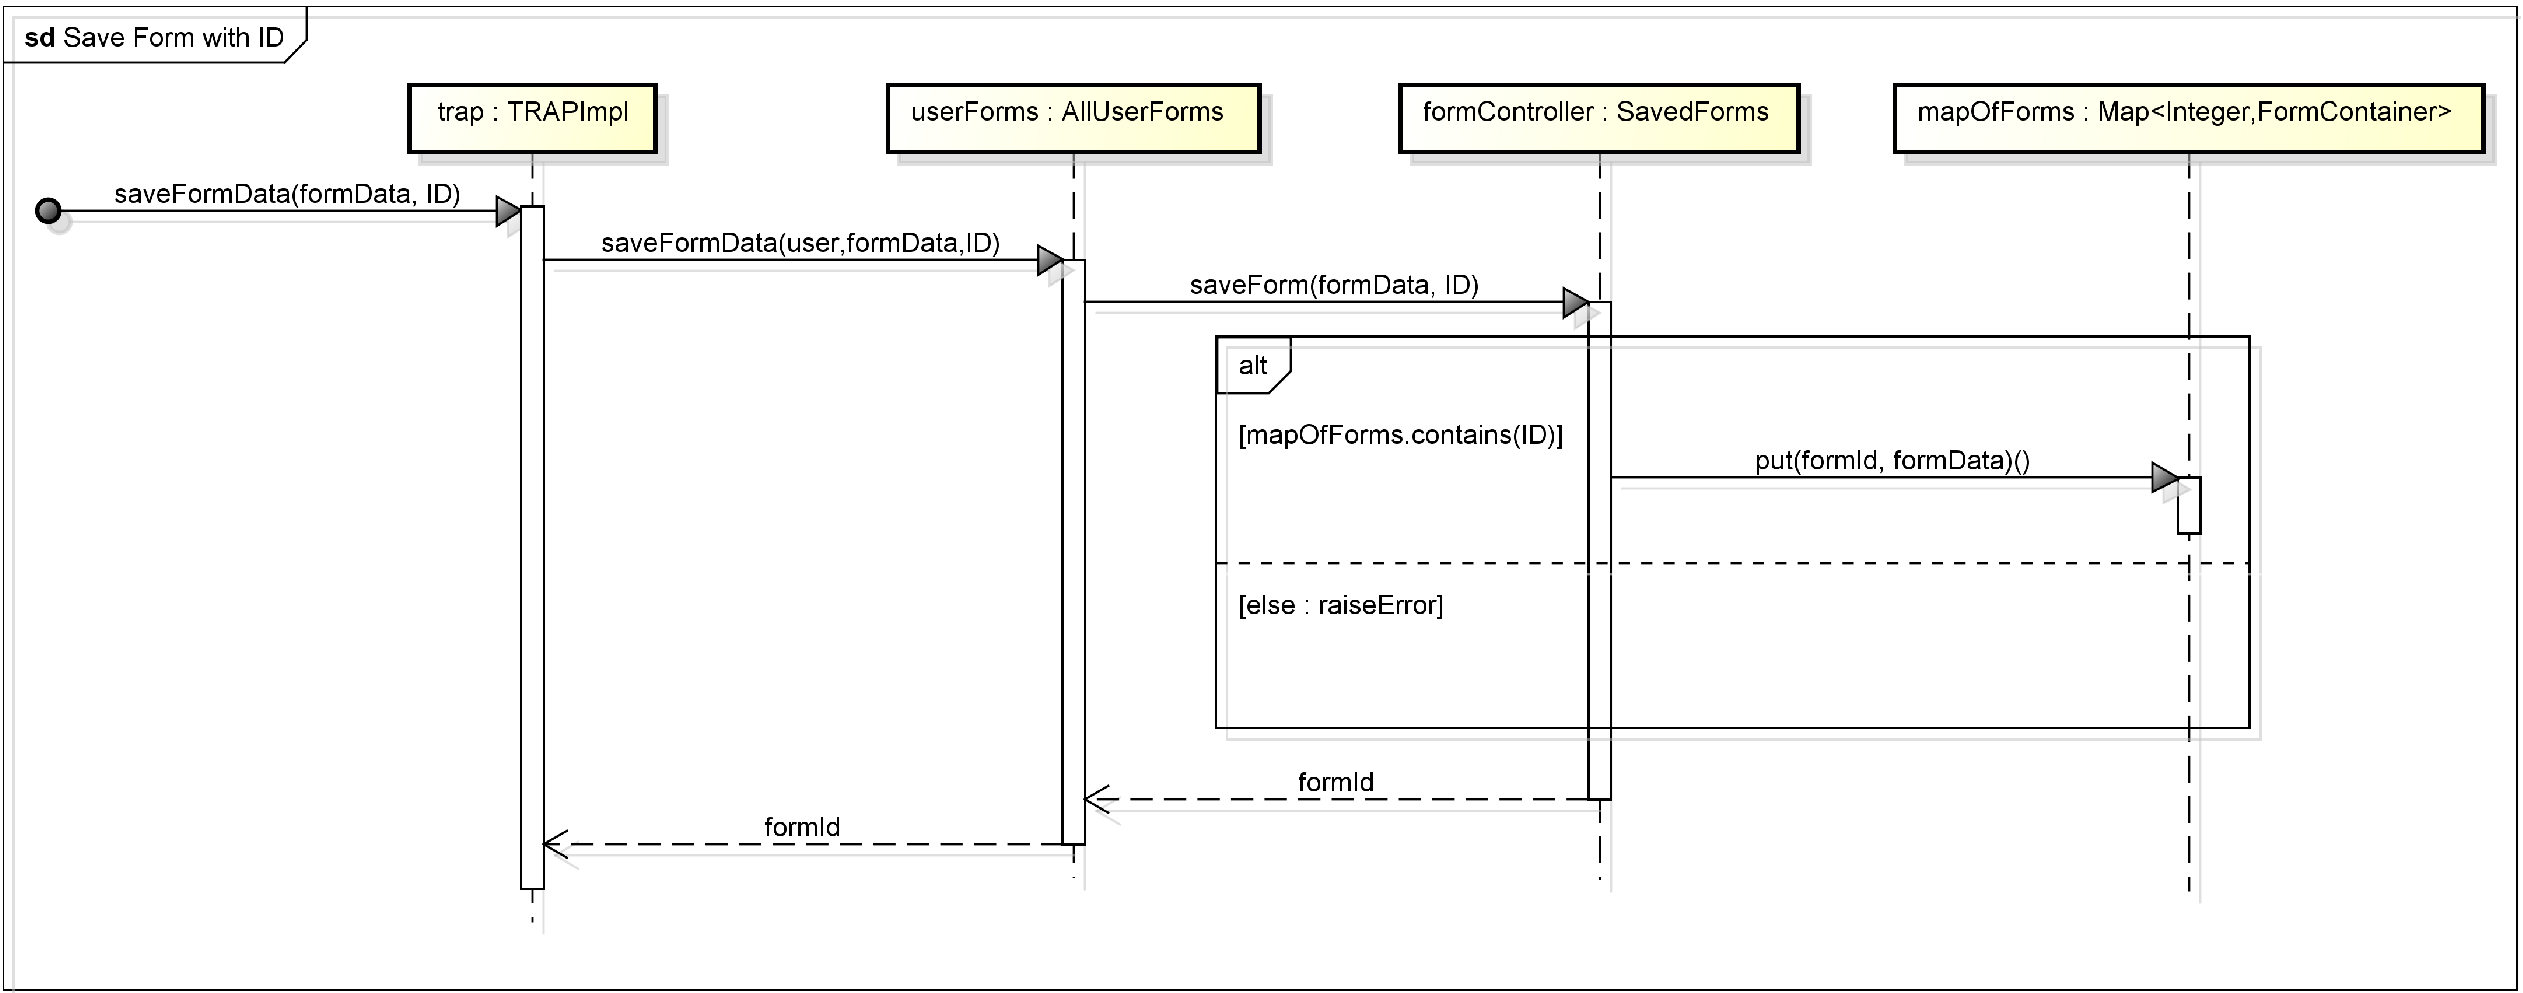 sd Save Form with ID
trap : TRAPImpl
userForms : AllUserForms
formController : SavedForms
mapOfForms : Map<Integer,FormContainer>
saveFormData(formData, ID)
saveFormData(user,formData,ID)
saveForm(formData, ID)
alt
[mapOfForms.contains(ID)]
put(formId, formData)()
[else : raiseError]
formId
formId